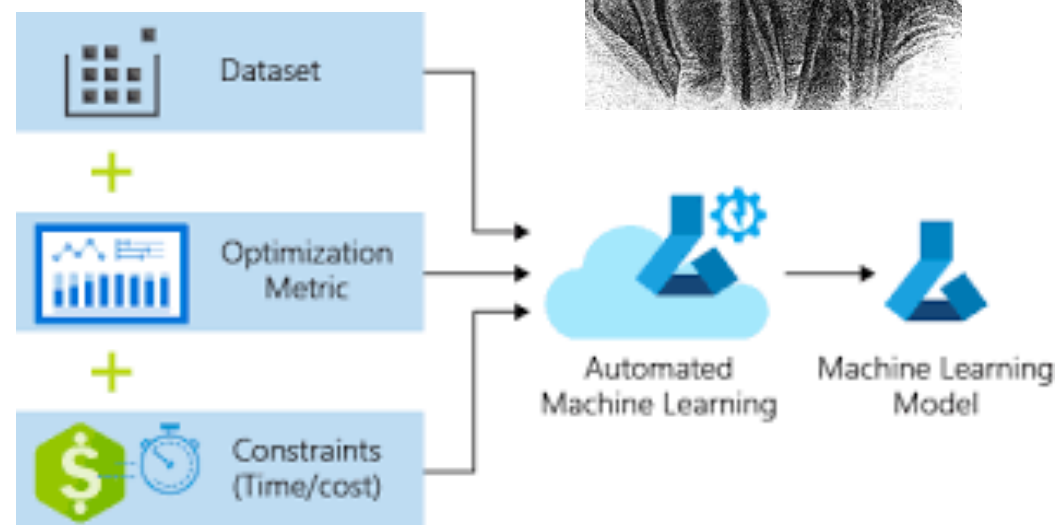 Dataset
Optimization
Metric
Constraints
(Time/cost)
Automated
Machine Learning
Machine Learning
Model